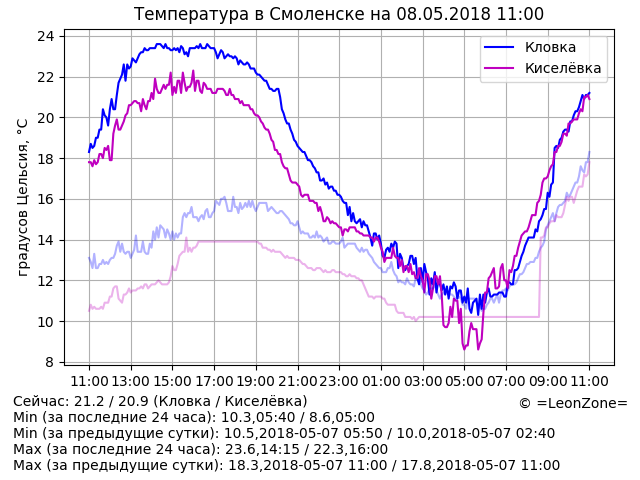 Температура в Смоленске на 08.05.2018 11:00
градусов Цельсия, °C
24
22
20
18
16
14
12
10
8
Кловка
Киселёвка
11:00 13:00 15:00 17:00 19:00 21:00 23:00 01:00 03:00 05:00 07:00 09:00 11:00
Сейчас: 21.2 / 20.9 (Кловка / Киселёвка)
© =LeonZone=
Min (за последние 24 часа): 10.3,05:40 / 8.6,05:00
Min (за предыдущие сутки): 10.5,2018-05-07 05:50 / 10.0,2018-05-07 02:40
Max (за последние 24 часа): 23.6,14:15 / 22.3,16:00
Max (за предыдущие сутки): 18.3,2018-05-07 11:00 / 17.8,2018-05-07 11:00